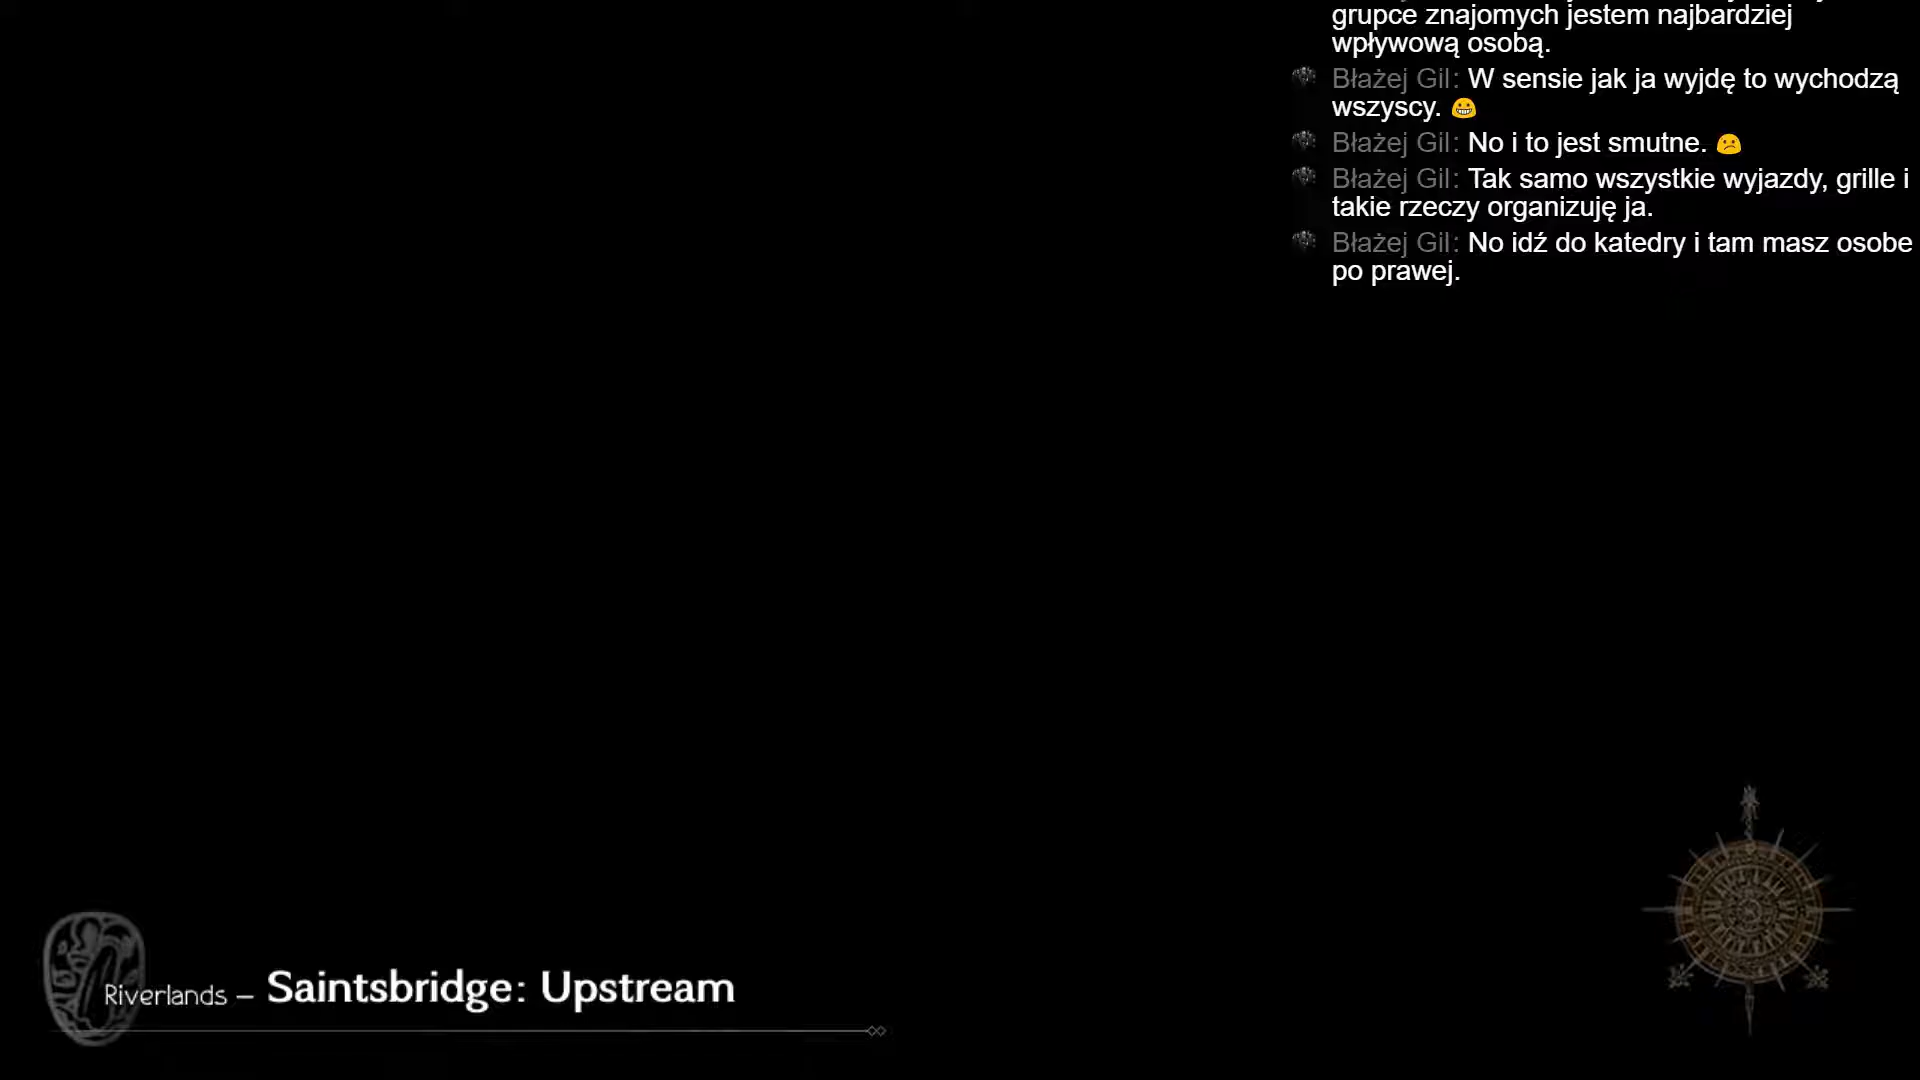 grupce znajomych jestem najbardziej
wpływową osobą.
Błażej Gil: W sensie jak ja wyjdę to wychodzą
wszyscy.
Błażej Gil: No i to jest smutne.
Błażej Gil: Tak samo wszystkie wyjazdy, grille i
takie rzeczy organizuję ja.
Błażej Gil: No idź do katedry i tam masz osobe
po prawej.
Riverlands – Saintsbridge: Upstream